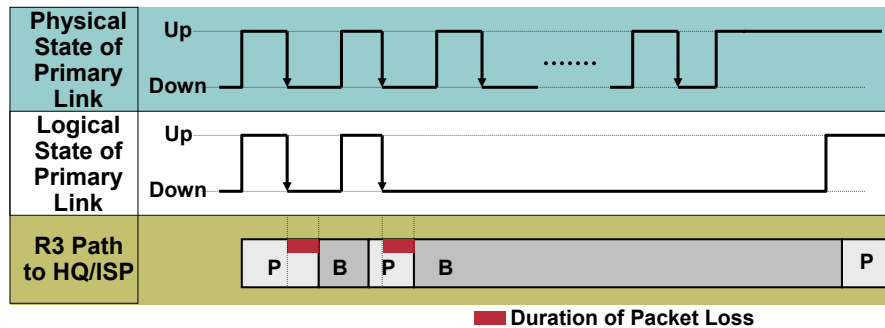 Physical
State of
Primary
Link
Up
Down
Logical
State of
Primary
Link
Up
Down
R3 Path
to HQ/ISP
P
B
P
B
P
Duration of Packet Loss